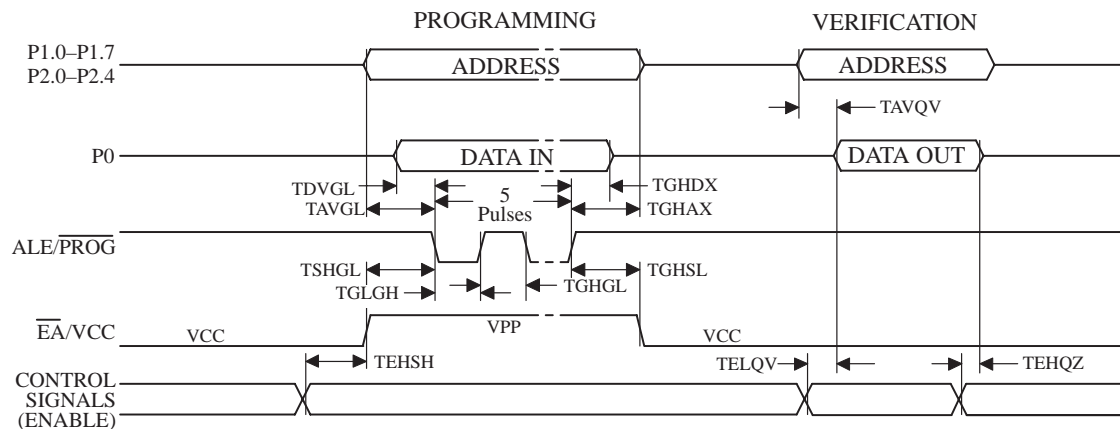 PROGRAMMING
VERIFICATION
P1.0–P1.7
P2.0–P2.4
ADDRESS
ADDRESS
TAVQV
P0
DATA IN
DATA OUT
TDVGL
5
TGHDX
TAVGL
Pulses
TGHAX
ALE/PROG
TSHGL
TGHSL
TGLGH
TGHGL
EA/VCC
VCC
VPP
VCC
TEHSH
TELQV
TEHQZ
CONTROL
SIGNALS
(ENABLE)